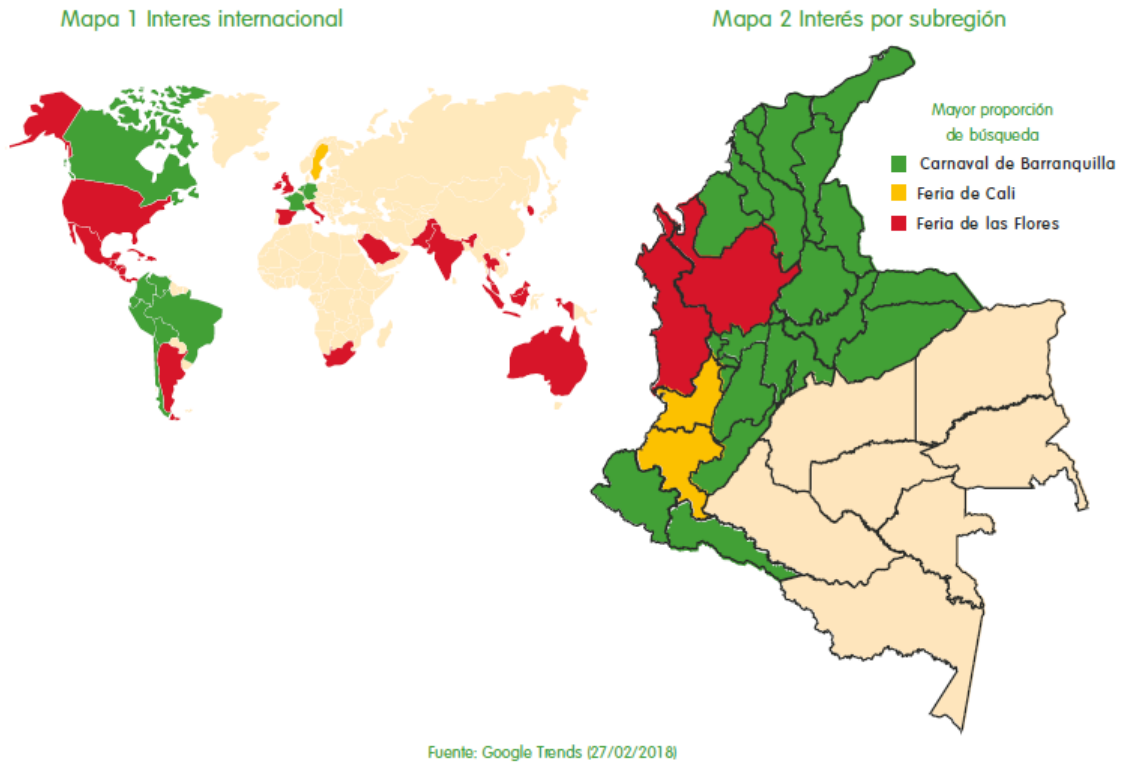 Mapa 1 Interes internacional
Mapa 2 Interés por subregión
Mayor proporción
de búsqueda
Carnaval de Barranquilla
Feria de Cali
Feria de las Flores
Fuente: Google Trends (27/02/2018)